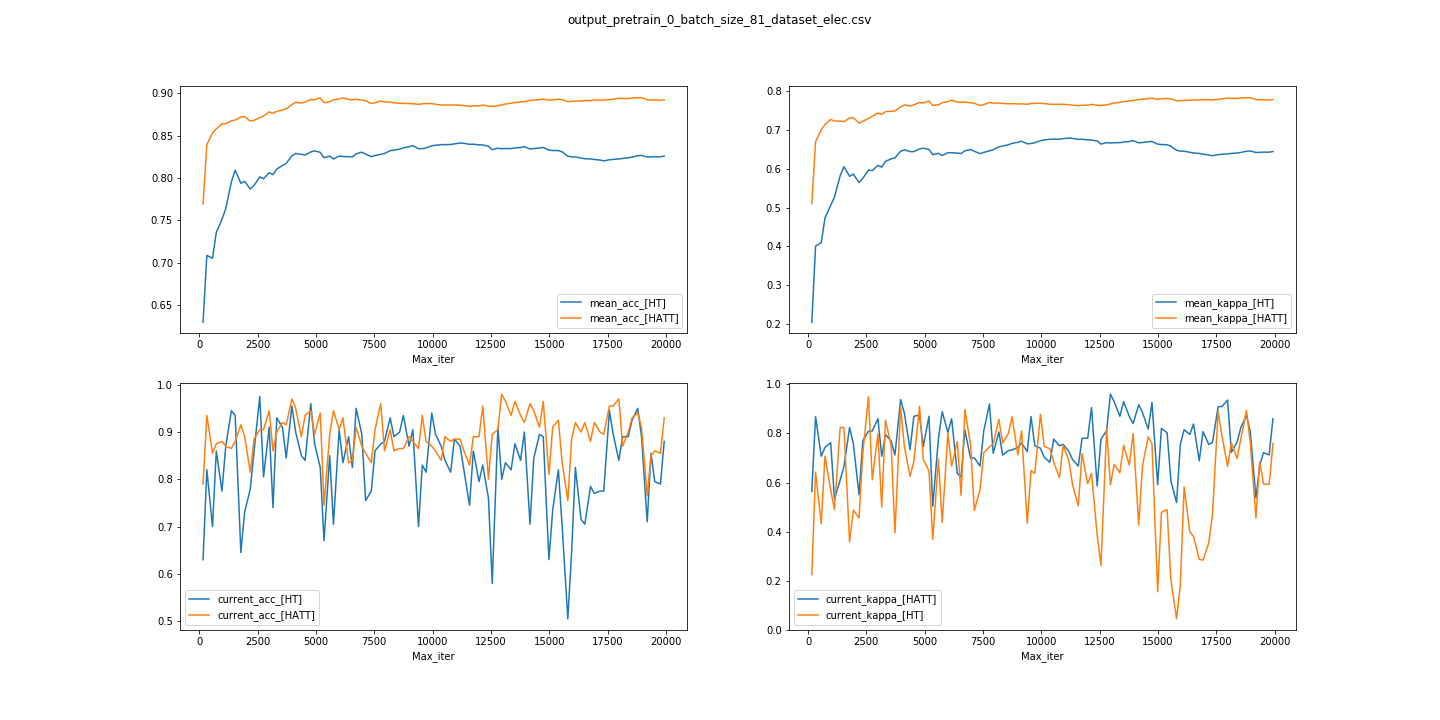 output_pretrain_0_batch_size_81_dataset_elec.csv
0.90
0.85
0.80
0.75
0.70
0.65
mean_acc_[HT]
mean_acc_[HATT]
0 2500 5000 7500 10000 12500 15000 17500 20000
Max_iter
0.8
0.7
0.6
0.5
0.4
0.3
0.2
mean_kappa_[HT]
mean_kappa_[HATT]
0 2500 5000 7500 10000 12500 15000 17500 20000
Max_iter
1.0
0.9
0.8
0.7
0.6
0.5
current_acc_[HT]
current_acc_[HATT]
0 2500 5000 7500 10000 12500 15000 17500 20000
Max_iter
1.0
0.8
0.6
0.4
0.2
0.0
current_kappa_[HATT]
current_kappa_[HT]
0 2500 5000 7500 10000 12500 15000 17500 20000
Max_iter